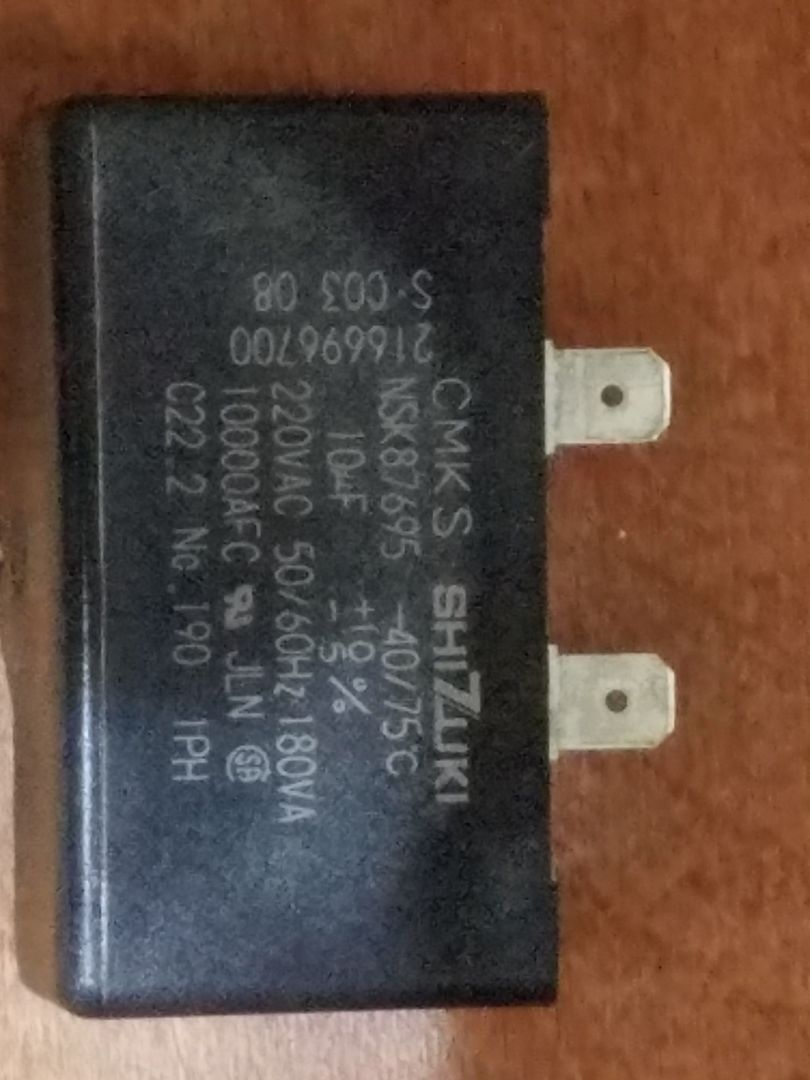 CMKS SHIZUKI
NSK87695 -40/75°C
10µF +10 -5 %
220VAC 50/60Hz 180VA
10000AFC JLN
C22.2 No.190 1PH
216696700
S·C03 08